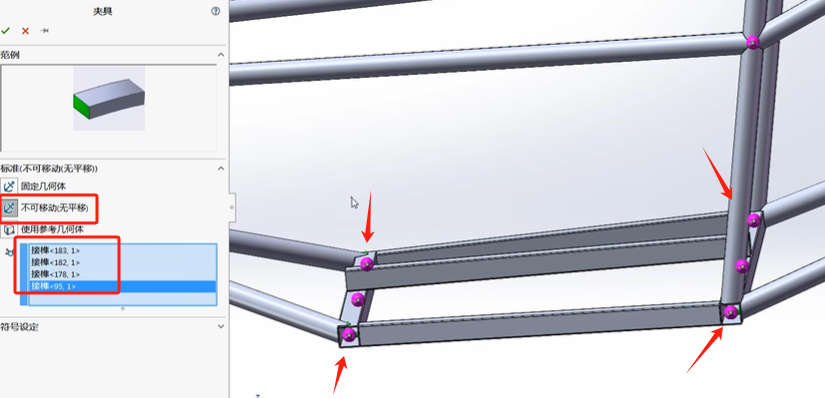 夹具
范例
标准(不可移动(无平移))
固定几何体
不可移动(无平移)
使用参考几何体
接榫<183, 1>
接榫<182, 1>
接榫<178, 1>
接榫<95, 1>
符号设定